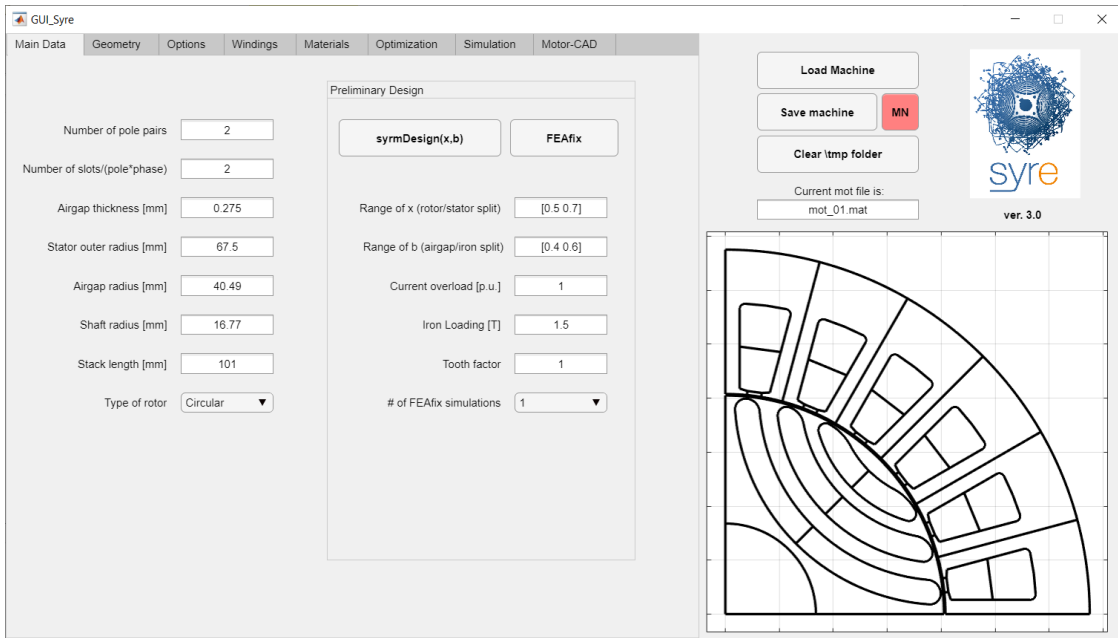 GUI_Syre
Main Data Geometry Options Windings Materials Optimization Simulation Motor-CAD
Number of pole pairs 2
Number of slots/(pole*phase) 2
Airgap thickness [mm] 0.275
Stator outer radius [mm] 67.5
Airgap radius [mm] 40.49
Shaft radius [mm] 16.77
Stack length [mm] 101
Type of rotor Circular
Preliminary Design
syrmDesign(x,b) FEAfix
Range of x (rotor/stator split) [0.5 0.7]
Range of b (airgap/iron split) [0.4 0.6]
Current overload [p.u.] 1
Iron Loading [T] 1.5
Tooth factor 1
# of FEAfix simulations 1
Load Machine
Save machine MN
Clear \tmp folder
Current mot file is:
mot_01.mat
syre
ver. 3.0